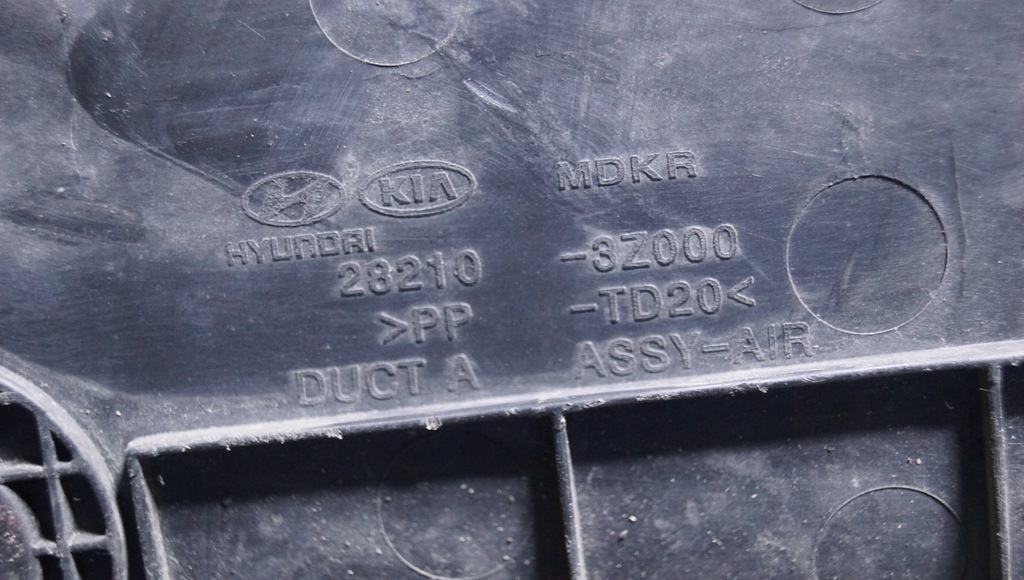 KIA MDKR
HYUNDAI
28210 -3Z000
>PP -TD20<
DUCT A ASSY-AIR